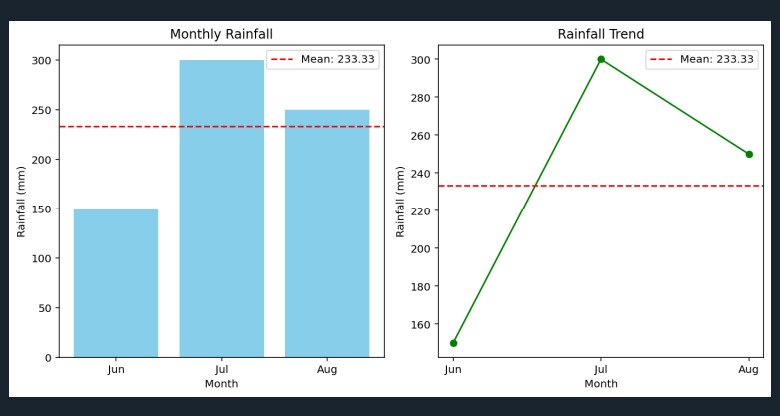 Monthly Rainfall
Mean: 233.33
300
250
200
150
100
50
0
Rainfall (mm)
Jun Jul Aug
Month
Rainfall Trend
Mean: 233.33
300
280
260
240
220
200
180
160
Rainfall (mm)
Jun Jul Aug
Month